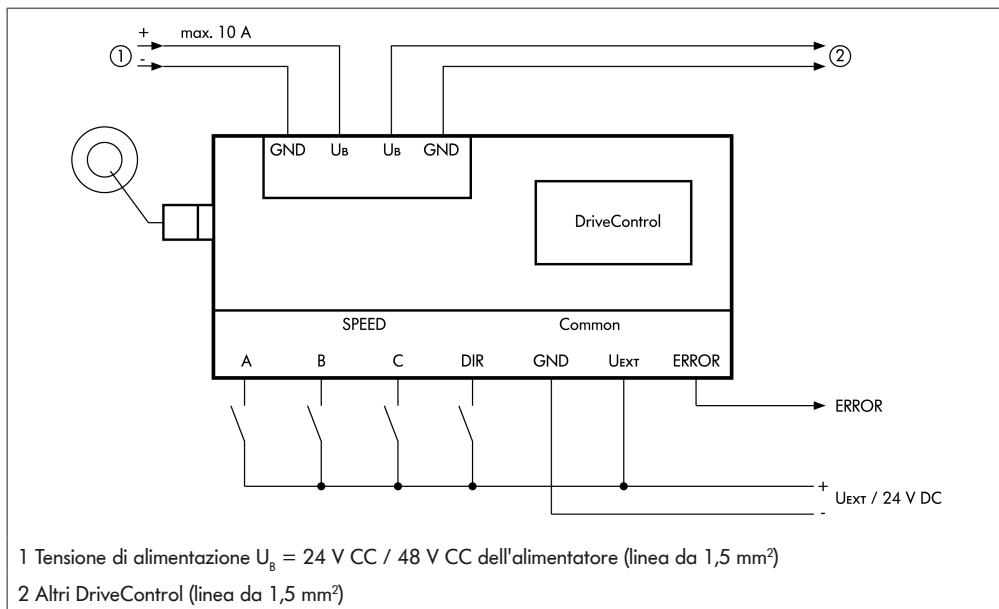 + max. 10 A
1 - 2
GND UB UB GND
DriveControl
SPEED Common
A B C DIR GND UEXT ERROR
ERROR
+
UEXT / 24 V DC
-
1 Tensione di alimentazione UB = 24 V CC / 48 V CC dell'alimentatore (linea da 1,5 mm²)
2 Altri DriveControl (linea da 1,5 mm²)